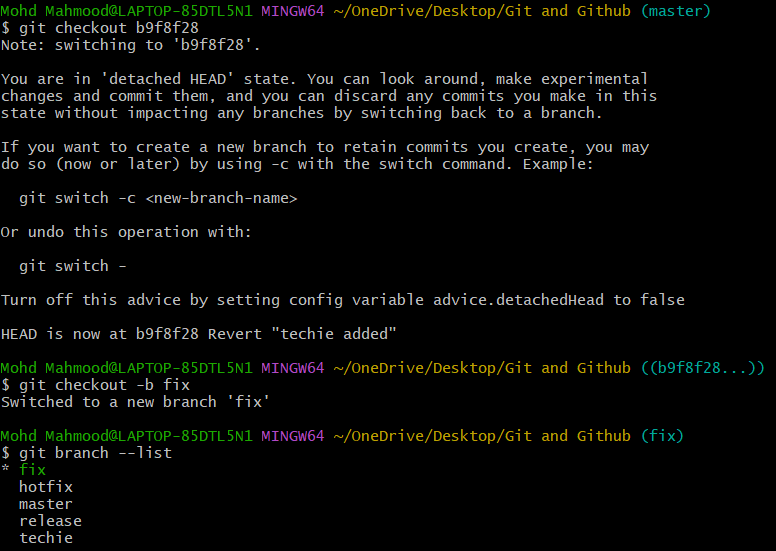 Mohd Mahmood@LAPTOP-85DTL5N1 MINGW64 ~/OneDrive/Desktop/Git and Github (master)
$ git checkout b9f8f28
Note: switching to 'b9f8f28'.

You are in 'detached HEAD' state. You can look around, make experimental
changes and commit them, and you can discard any commits you make in this
state without impacting any branches by switching back to a branch.

If you want to create a new branch to retain commits you create, you may
do so (now or later) by using -c with the switch command. Example:

  git switch -c <new-branch-name>

Or undo this operation with:

  git switch -

Turn off this advice by setting config variable advice.detachedHead to false

HEAD is now at b9f8f28 Revert "techie added"

Mohd Mahmood@LAPTOP-85DTL5N1 MINGW64 ~/OneDrive/Desktop/Git and Github ((b9f8f28...))
$ git checkout -b fix
Switched to a new branch 'fix'

Mohd Mahmood@LAPTOP-85DTL5N1 MINGW64 ~/OneDrive/Desktop/Git and Github (fix)
$ git branch --list
* fix
  hotfix
  master
  release
  techie